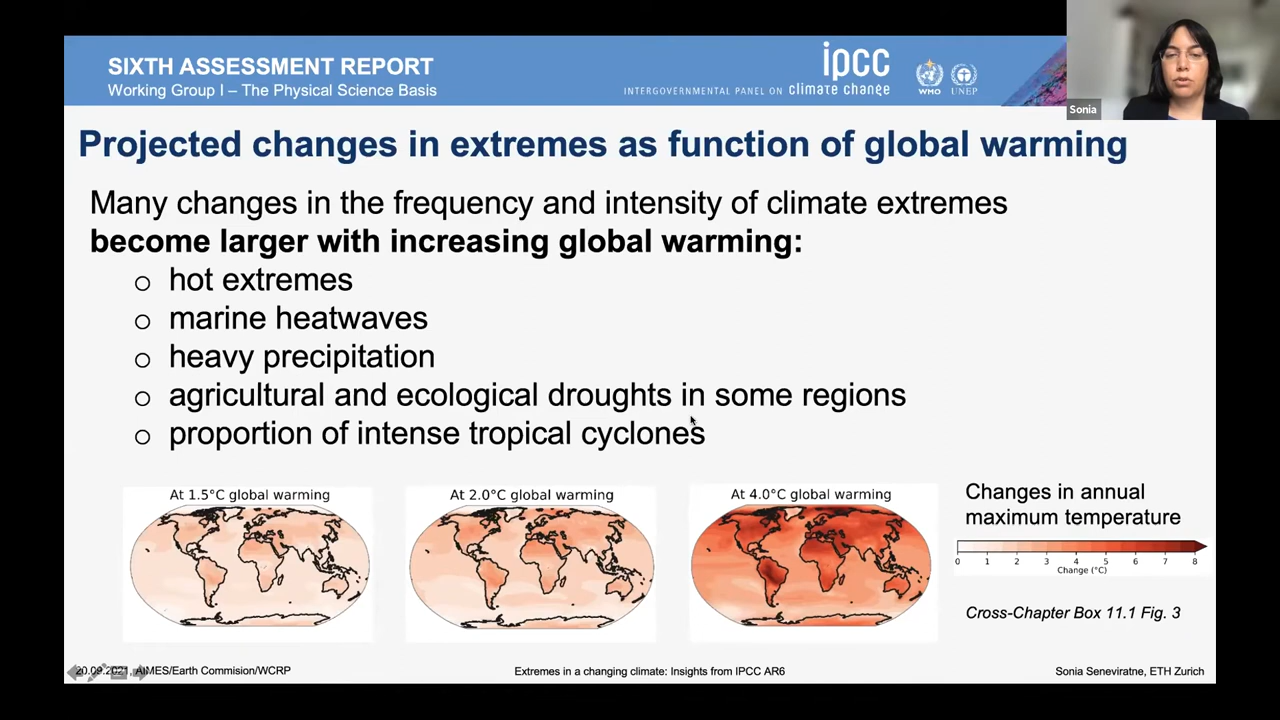 SIXTH ASSESSMENT REPORT
Working Group I – The Physical Science Basis
INTERGOVERNMENTAL PANEL ON climate change
ipcc
WMO
UNEP
Sonia
Projected changes in extremes as function of global warming
Many changes in the frequency and intensity of climate extremes
become larger with increasing global warming:
o hot extremes
o marine heatwaves
o heavy precipitation
o agricultural and ecological droughts in some regions
o proportion of intense tropical cyclones
At 1.5°C global warming
At 2.0°C global warming
At 4.0°C global warming
Changes in annual
maximum temperature
0 1 2 3 4 5 6 7 8
Change (°C)
Cross-Chapter Box 11.1 Fig. 3
20.09.2021, AIMES/Earth Commision/WCRP
Extremes in a changing climate: Insights from IPCC AR6
Sonia Seneviratne, ETH Zurich